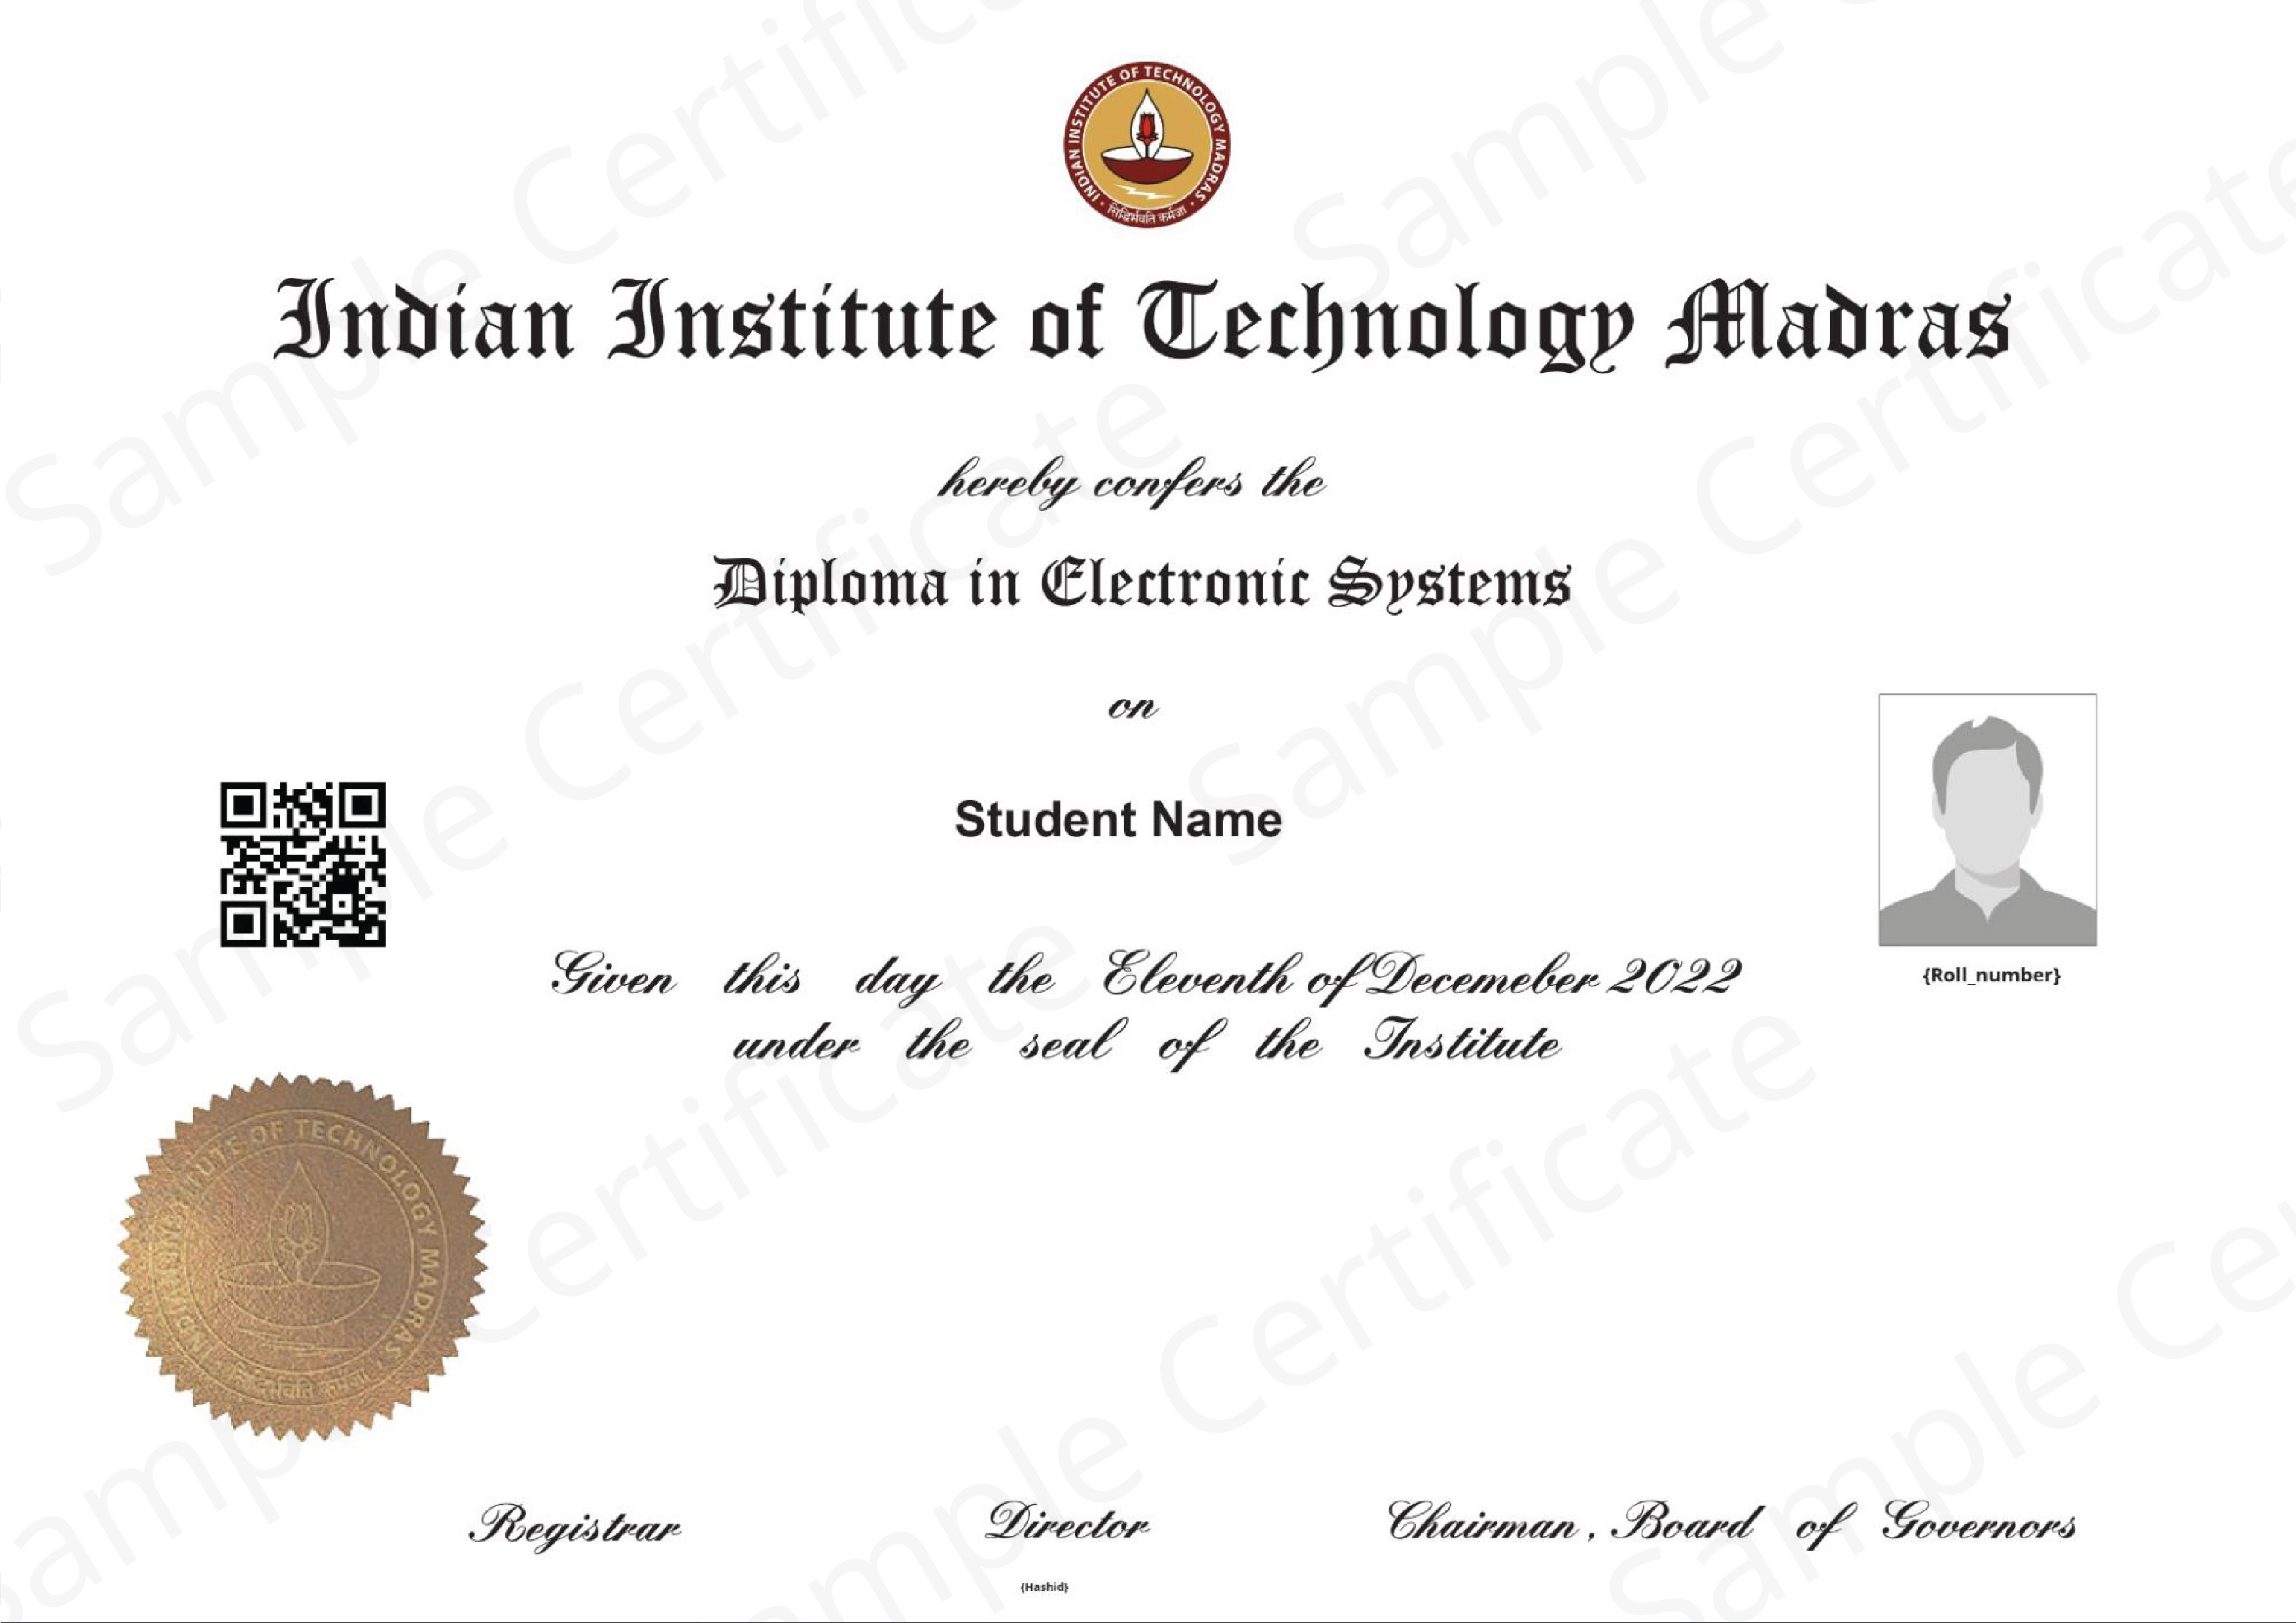 INDIAN INSTITUTE OF TECHNOLOGY MADRAS
सिद्धिर्भवति कर्मजा
Indian Institute of Technology Madras
hereby confers the
Diploma in Electronic Systems
on
Student Name
Given this day the Eleventh of Decemeber 2022
under the seal of the Institute
{Roll_number}
INDIAN INSTITUTE OF TECHNOLOGY MADRAS
सिद्धिर्भवति कर्मजा
Registrar
Director
Chairman, Board of Governors
{Hashid}
Sample Certificate
Sample Certificate
Sample Certificate
Sample Certificate
Sample Certificate
Sample Certificate